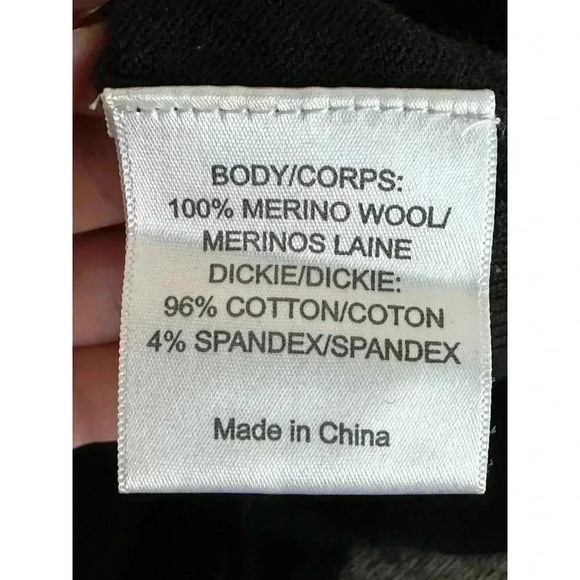 BODY/CORPS:
100% MERINO WOOL/
MERINOS LAINE
DICKIE/DICKIE:
96% COTTON/COTON
4% SPANDEX/SPANDEX
Made in China